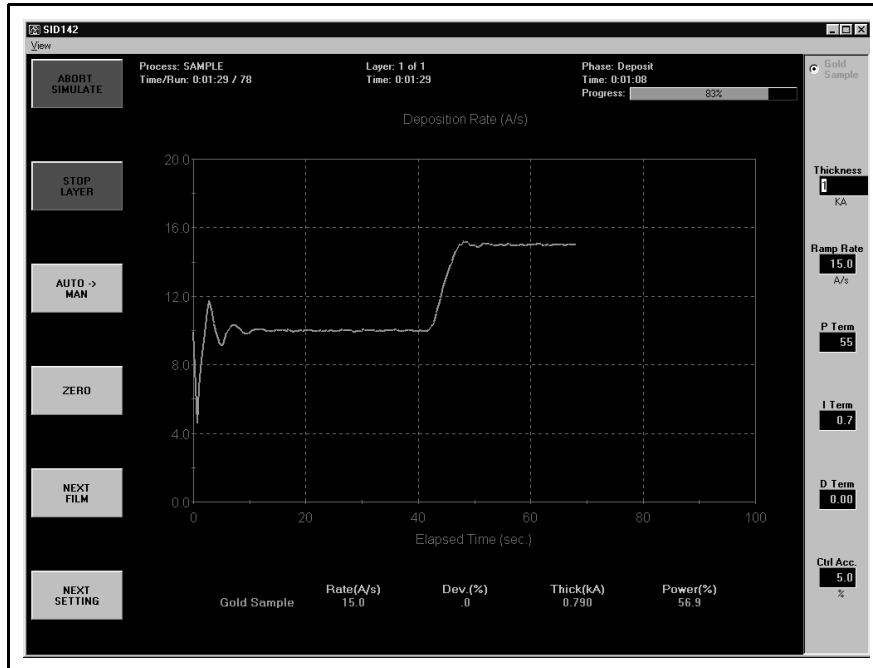 SID142
View
ABORT
SIMULATE
STOP
LAYER
AUTO ->
MAN
ZERO
NEXT
FILM
NEXT
SETTING
Process: SAMPLE
Time/Run: 0:01:29 / 78
Layer: 1 of 1
Time: 0:01:29
Phase: Deposit
Time: 0:01:08
Progress: 83%
Deposition Rate (A/s)
20.0
16.0
12.0
8.0
4.0
0.0
0 20 40 60 80 100
Elapsed Time (sec.)
Rate(A/s) Dev.(%) Thick(kA) Power(%)
Gold Sample 15.0 .0 0.790 56.9
Gold
Sample
Thickness
1
KA
Ramp Rate
15.0
A/s
P Term
55
I Term
0.7
D Term
0.00
Ctrl Acc.
5.0
%